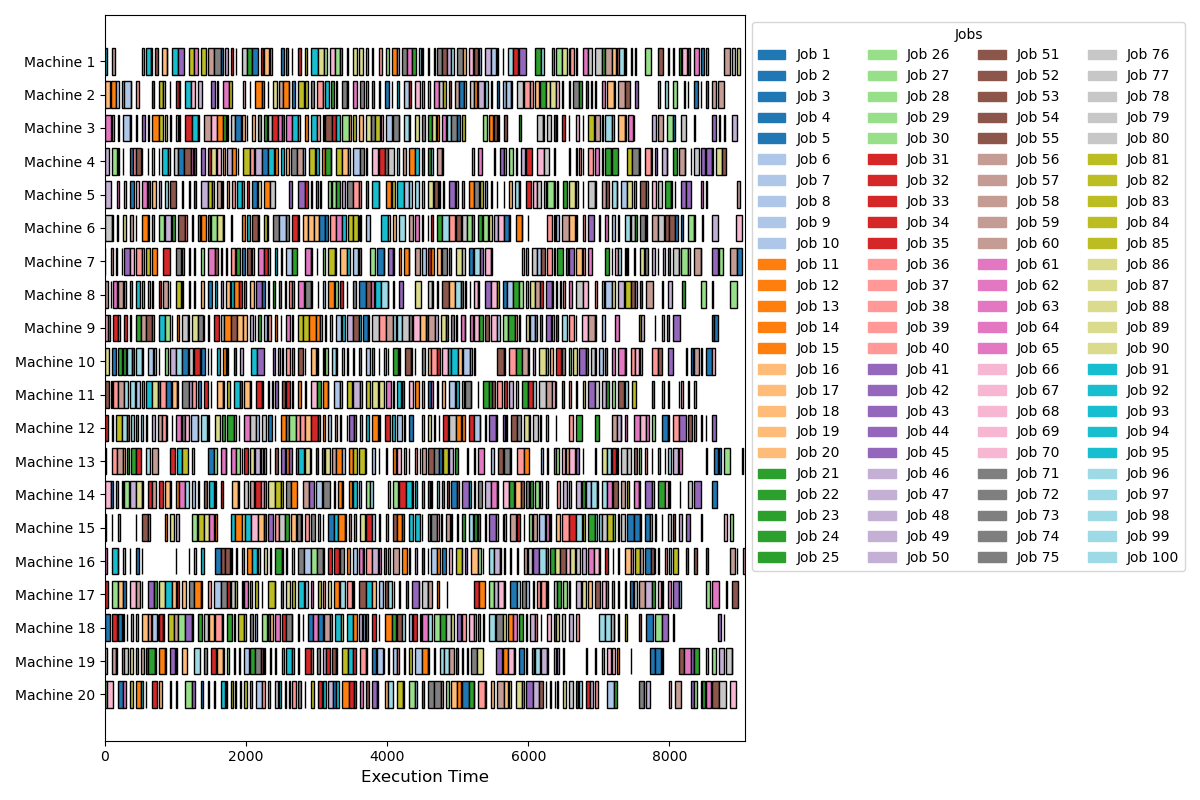 Jobs
Machine 1
Machine 2
Machine 3
Machine 4
Machine 5
Machine 6
Machine 7
Machine 8
Machine 9
Machine 10
Machine 11
Machine 12
Machine 13
Machine 14
Machine 15
Machine 16
Machine 17
Machine 18
Machine 19
Machine 20
0 2000 4000 6000 8000
Execution Time
Job 1 Job 26 Job 51 Job 76
Job 2 Job 27 Job 52 Job 77
Job 3 Job 28 Job 53 Job 78
Job 4 Job 29 Job 54 Job 79
Job 5 Job 30 Job 55 Job 80
Job 6 Job 31 Job 56 Job 81
Job 7 Job 32 Job 57 Job 82
Job 8 Job 33 Job 58 Job 83
Job 9 Job 34 Job 59 Job 84
Job 10 Job 35 Job 60 Job 85
Job 11 Job 36 Job 61 Job 86
Job 12 Job 37 Job 62 Job 87
Job 13 Job 38 Job 63 Job 88
Job 14 Job 39 Job 64 Job 89
Job 15 Job 40 Job 65 Job 90
Job 16 Job 41 Job 66 Job 91
Job 17 Job 42 Job 67 Job 92
Job 18 Job 43 Job 68 Job 93
Job 19 Job 44 Job 69 Job 94
Job 20 Job 45 Job 70 Job 95
Job 21 Job 46 Job 71 Job 96
Job 22 Job 47 Job 72 Job 97
Job 23 Job 48 Job 73 Job 98
Job 24 Job 49 Job 74 Job 99
Job 25 Job 50 Job 75 Job 100